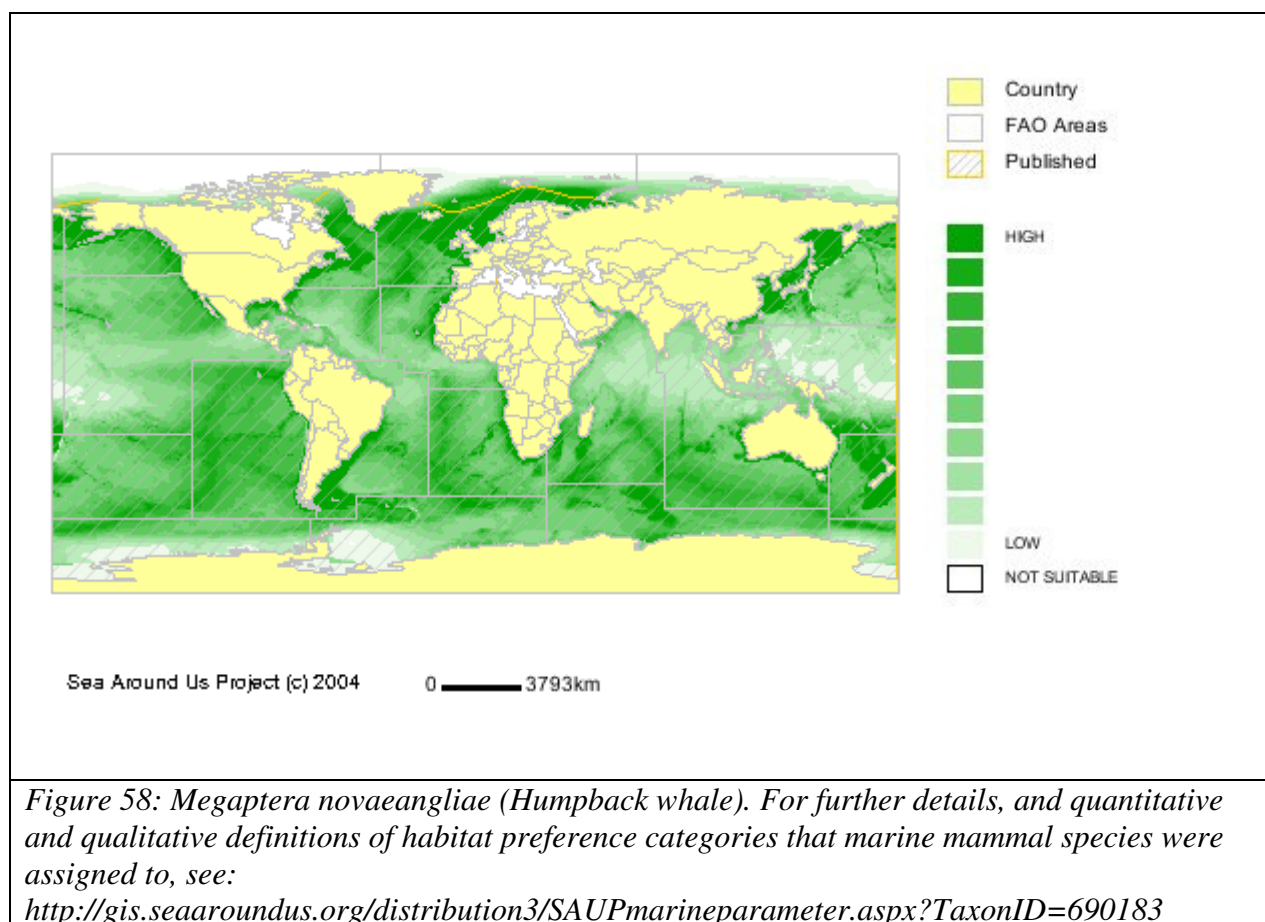 Country
FAO Areas
Published
HIGH
LOW
NOT SUITABLE
Sea Around Us Project (c) 2004 0 3793km
Figure 58: Megaptera novaeangliae (Humpback whale). For further details, and quantitative
and qualitative definitions of habitat preference categories that marine mammal species were
assigned to, see:
http://gis.seaaroundus.org/distribution3/SAUPmarineparameter.aspx?TaxonID=690183